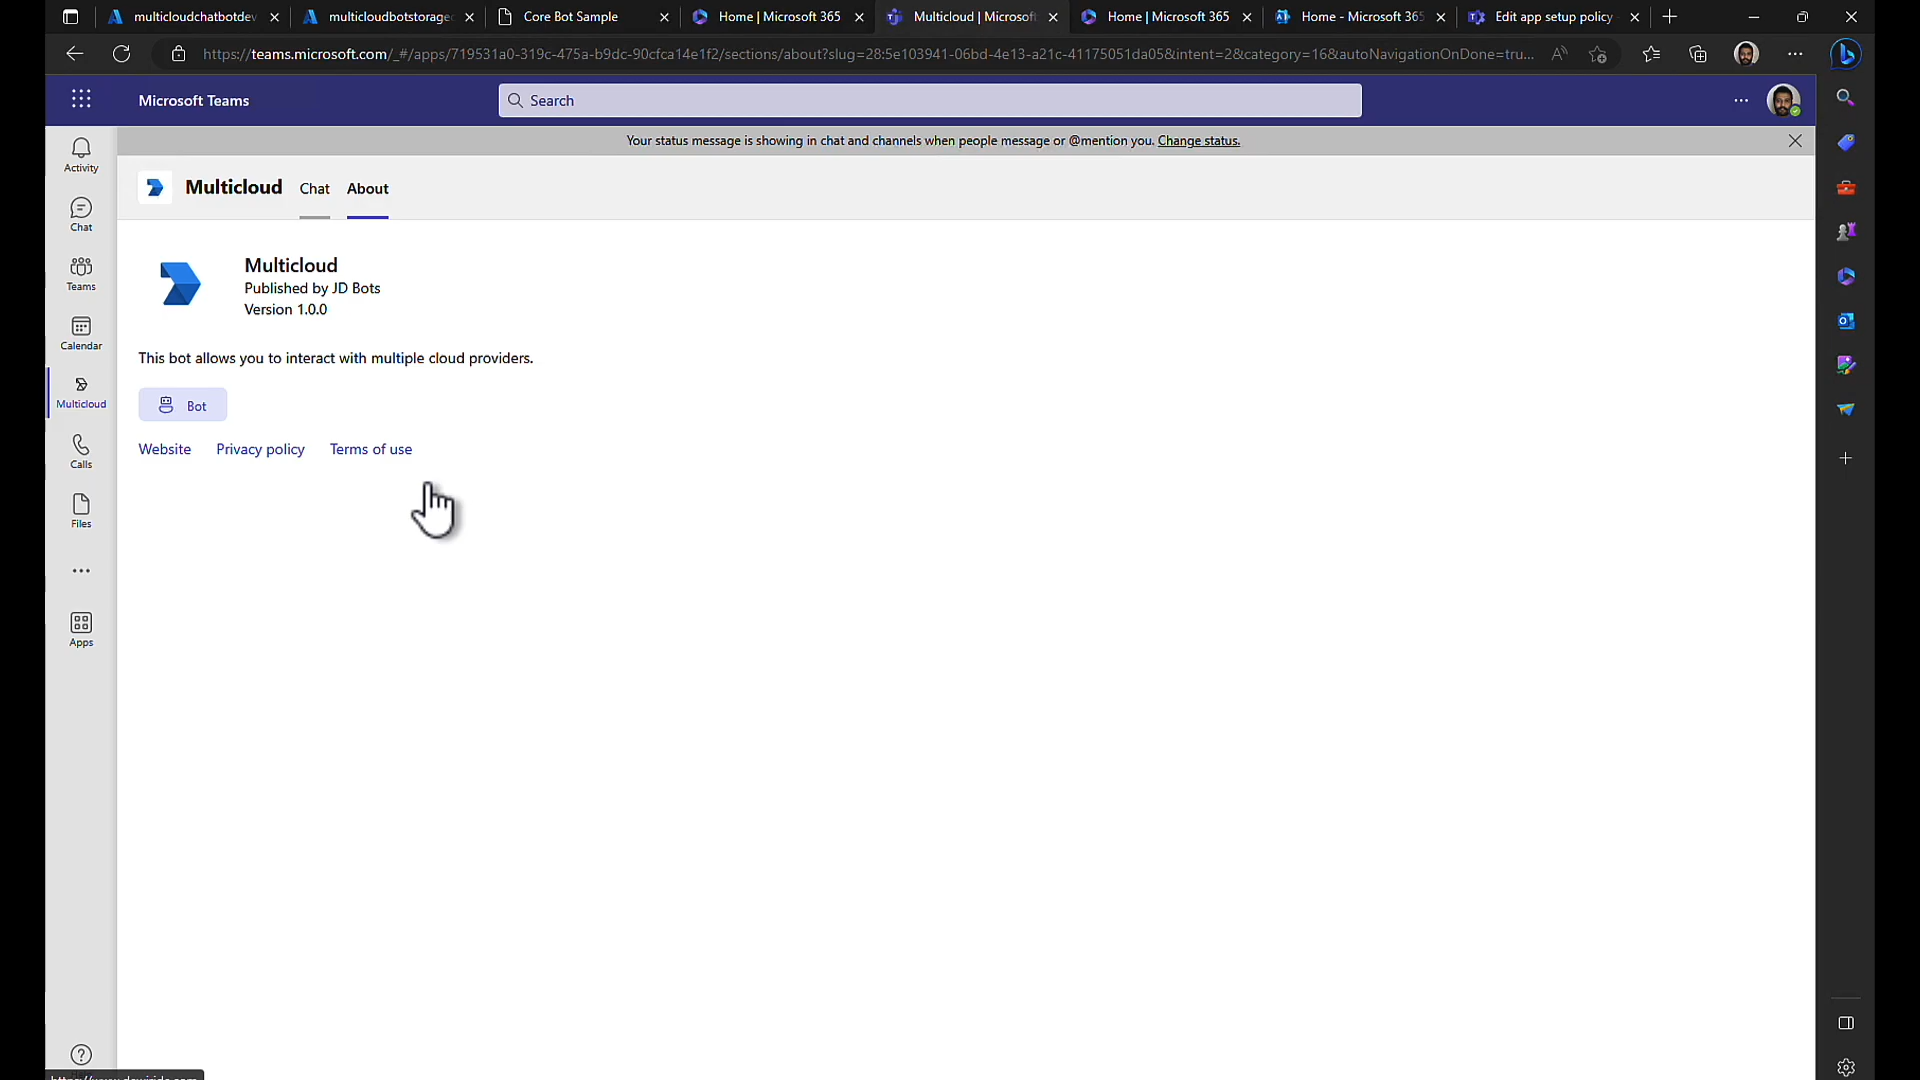 multicloudchatbotdev
multicloudbotstorage
Core Bot Sample
Home | Microsoft 365
Multicloud | Microsoft
Home | Microsoft 365
Home - Microsoft 365
Edit app setup policy
https://teams.microsoft.com/_#/apps/719531a0-319c-475a-b9dc-90cfca14e1f2/sections/about?slug=28:5e103941-06bd-4e13-a21c-41175051da05&intent=2&category=16&autoNavigationOnDone=tru...
Microsoft Teams
Search
Your status message is showing in chat and channels when people message or @mention you. Change status.
Activity
Chat
Teams
Calendar
Multicloud
Calls
Files
Apps
Multicloud Chat About
Multicloud
Published by JD Bots
Version 1.0.0
This bot allows you to interact with multiple cloud providers.
Bot
Website Privacy policy Terms of use